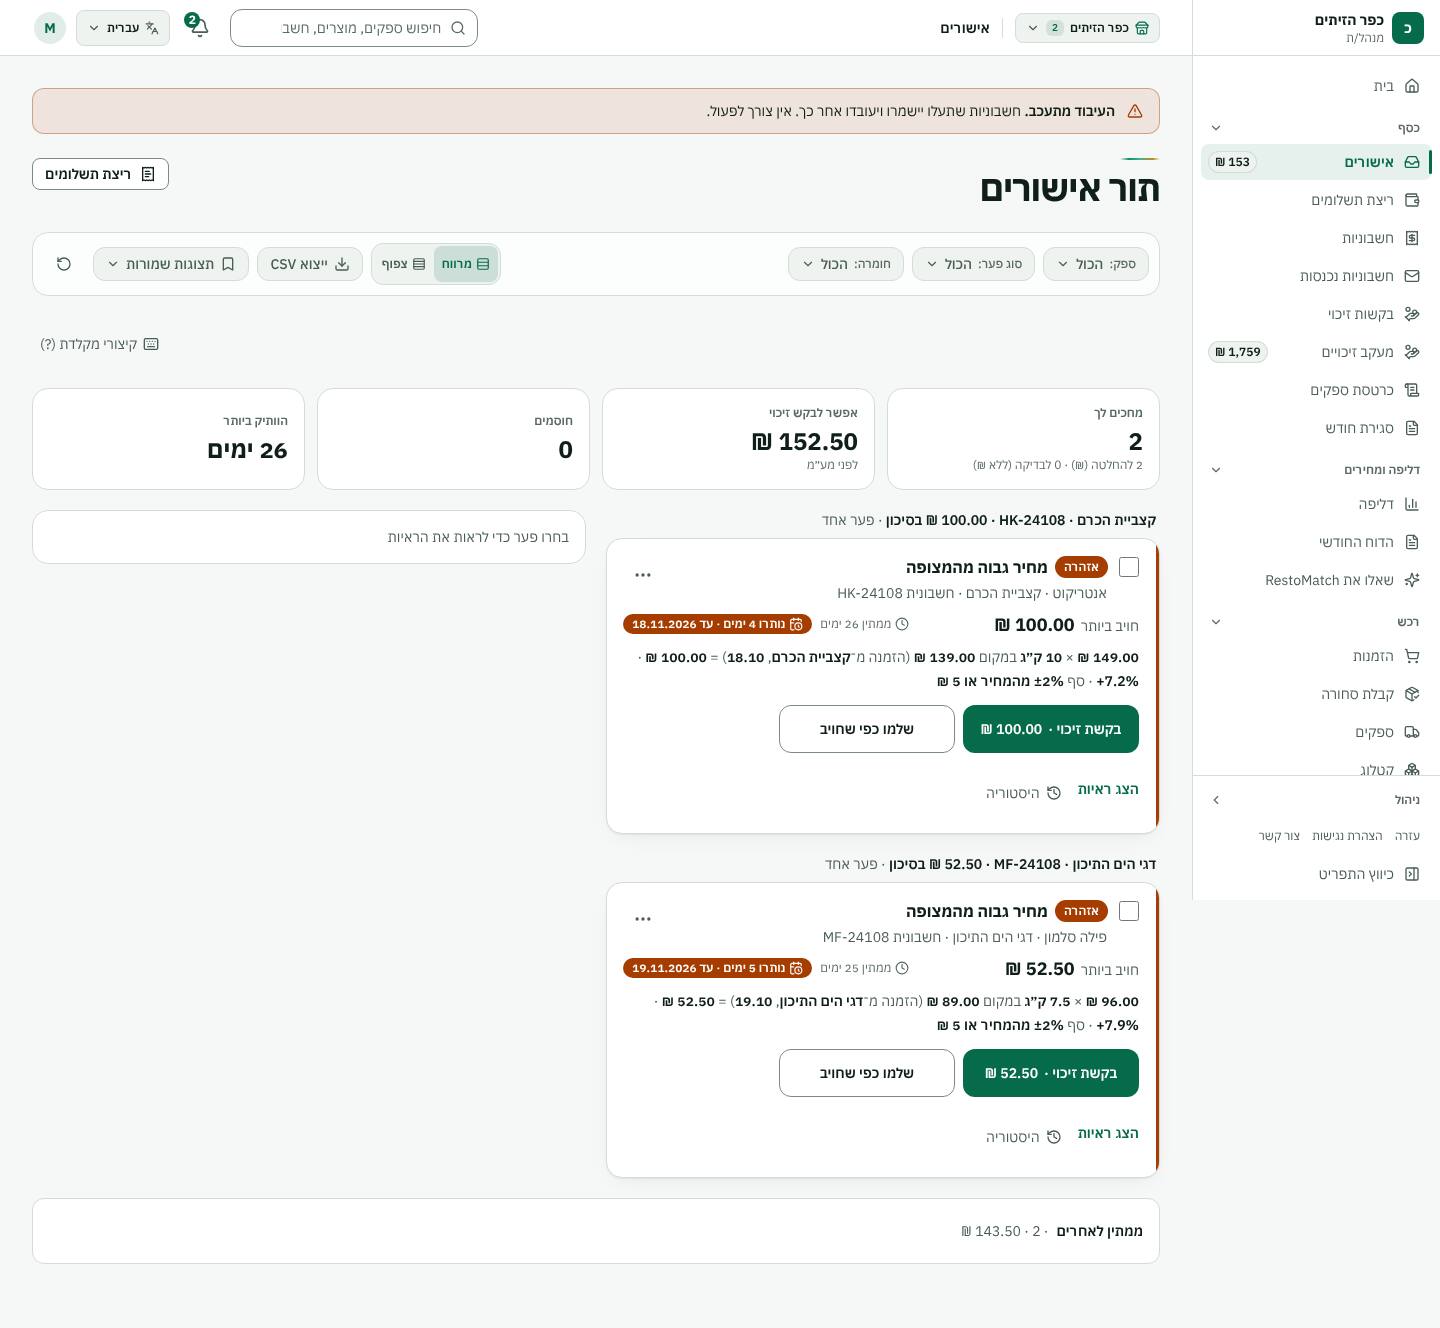 כ
כפר הזיתים
מנהל/ת
כפר הזיתים 2
אישורים
חיפוש ספקים, מוצרים, חשב
2
עברית
M
בית
כסף
אישורים 153 ₪
ריצת תשלומים
חשבוניות
חשבוניות נכנסות
בקשות זיכוי
מעקב זיכויים 1,759 ₪
כרטסת ספקים
סגירת חודש
דליפה ומחירים
דליפה
הדוח החודשי
שאלו את RestoMatch
רכש
הזמנות
קבלת סחורה
ספקים
קטלוג
ניהול
עזרה הצהרת נגישות צור קשר
כיווץ התפריט
העיבוד מתעכב. חשבוניות שתעלו יישמרו ויעובדו אחר כך. אין צורך לפעול.
תור אישורים
ריצת תשלומים
ספק: הכול
סוג פער: הכול
חומרה: הכול
מרווח
צפוף
ייצוא CSV
תצוגות שמורות
קיצורי מקלדת (?)
מחכים לך
2
2 להחלטה (₪) · 0 לבדיקה (ללא ₪)
אפשר לבקש זיכוי
152.50 ₪
לפני מע״מ
חוסמים
0
הוותיק ביותר
26 ימים
קצביית הכרם · HK-24108 · 100.00 ₪ בסיכון · פער אחד
אזהרה מחיר גבוה מהמצופה
אנטריקוט · קצביית הכרם · חשבונית HK-24108
חויב ביותר 100.00 ₪
ממתין 26 ימים
נותרו 4 ימים · עד 18.11.2026
149.00 ₪ × 10 ק״ג במקום 139.00 ₪ (הזמנה מ־קצביית הכרם, 18.10) = 100.00 ₪ ·
+7.2% · סף ±2% מהמחיר או 5 ₪
בקשת זיכוי · 100.00 ₪
שלמו כפי שחויב
הצג ראיות
היסטוריה
בחרו פער כדי לראות את הראיות
דגי הים התיכון · MF-24108 · 52.50 ₪ בסיכון · פער אחד
אזהרה מחיר גבוה מהמצופה
פילה סלמון · דגי הים התיכון · חשבונית MF-24108
חויב ביותר 52.50 ₪
ממתין 25 ימים
נותרו 5 ימים · עד 19.11.2026
96.00 ₪ × 7.5 ק״ג במקום 89.00 ₪ (הזמנה מ־דגי הים התיכון, 19.10) = 52.50 ₪ ·
+7.9% · סף ±2% מהמחיר או 5 ₪
בקשת זיכוי · 52.50 ₪
שלמו כפי שחויב
הצג ראיות
היסטוריה
ממתין לאחרים · 2 · 143.50 ₪